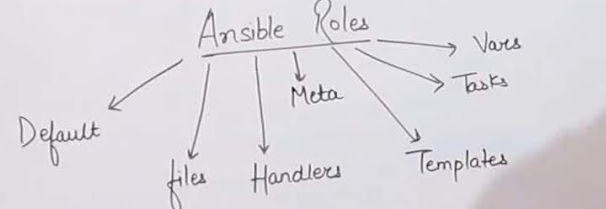 Ansible Roles
Vars
Tasks
Meta
Default
files
Handlers
Templates